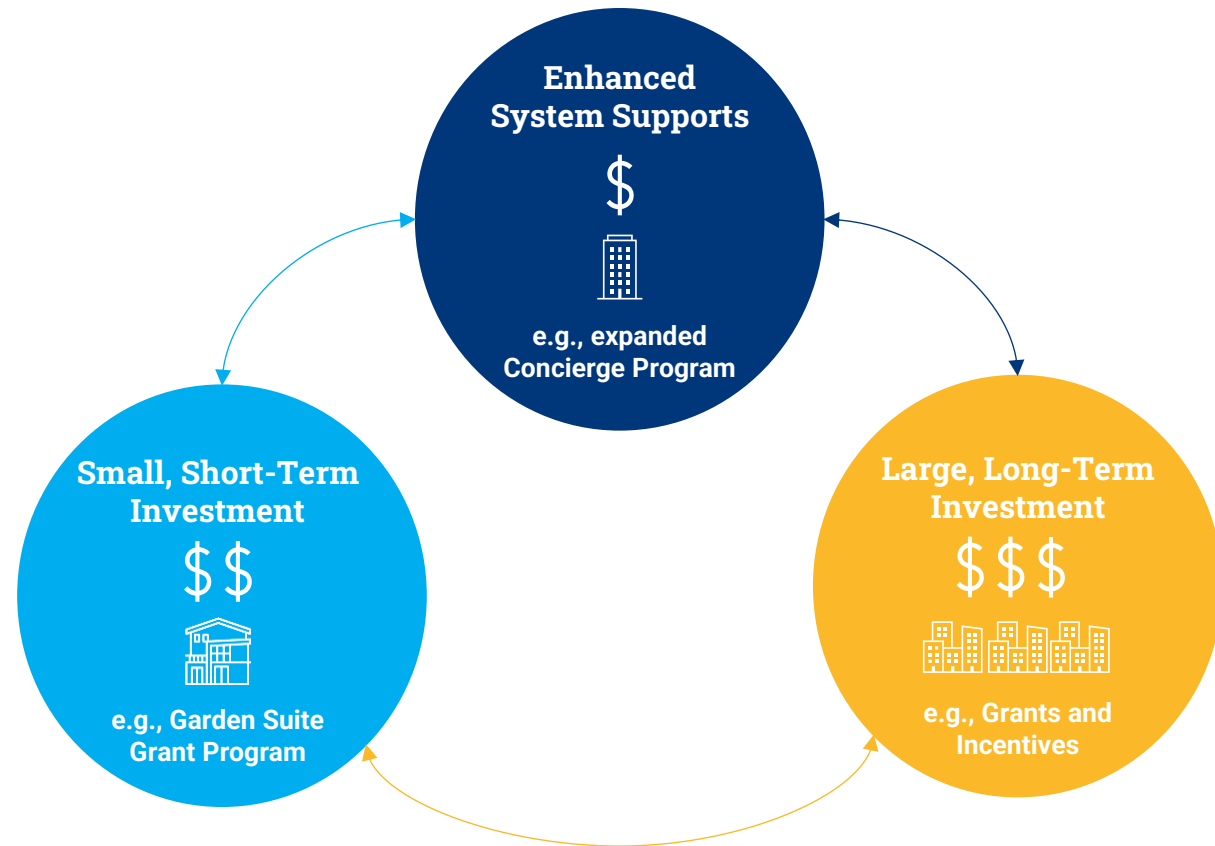 Enhanced
System Supports
$
e.g., expanded
Concierge Program
Small, Short-Term
Investment
$$
e.g., Garden Suite
Grant Program
Large, Long-Term
Investment
$$$
e.g., Grants and
Incentives